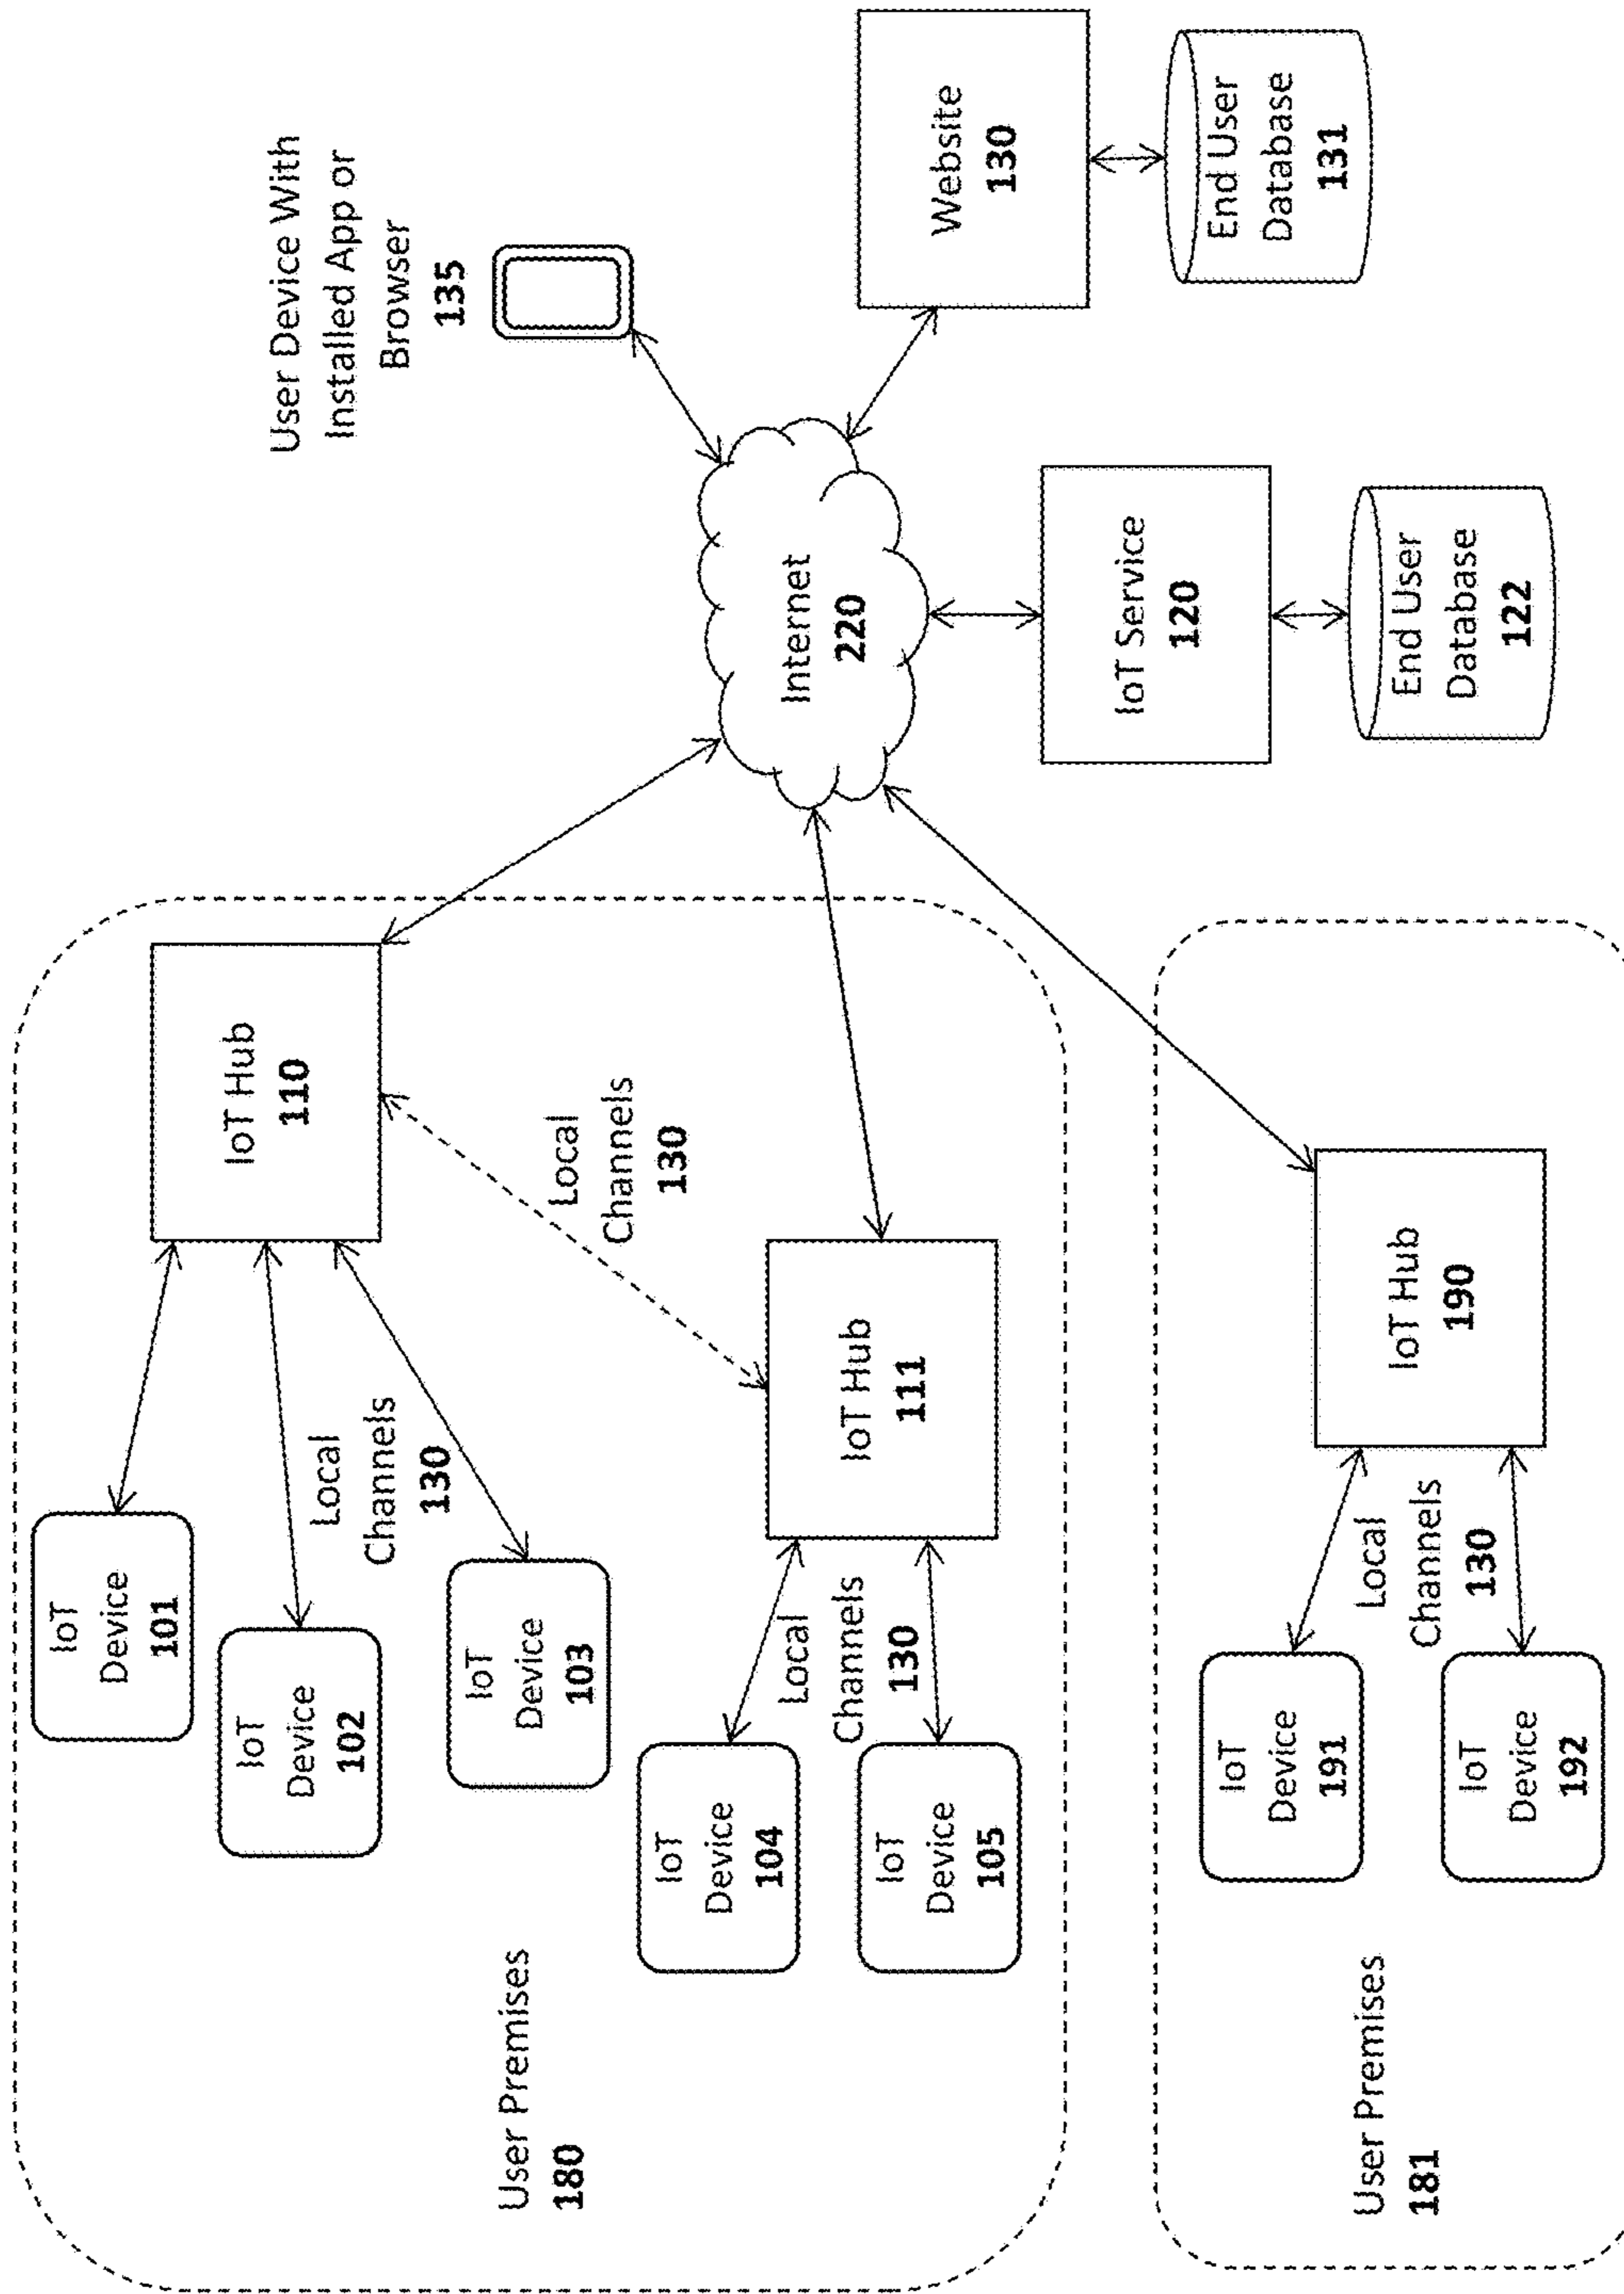 User Premises
180
IoT
Device
101
IoT
Device
102
IoT
Device
103
Local
Channels
130
IoT Hub
110
Local
Channels
130
IoT
Device
104
IoT
Device
105
Local
Channels
130
IoT Hub
111
User Premises
181
IoT
Device
191
IoT
Device
192
Local
Channels
130
IoT Hub
190
Internet
220
IoT Service
120
End User
Database
122
User Device With
Installed App or
Browser
135
Website
130
End User
Database
131